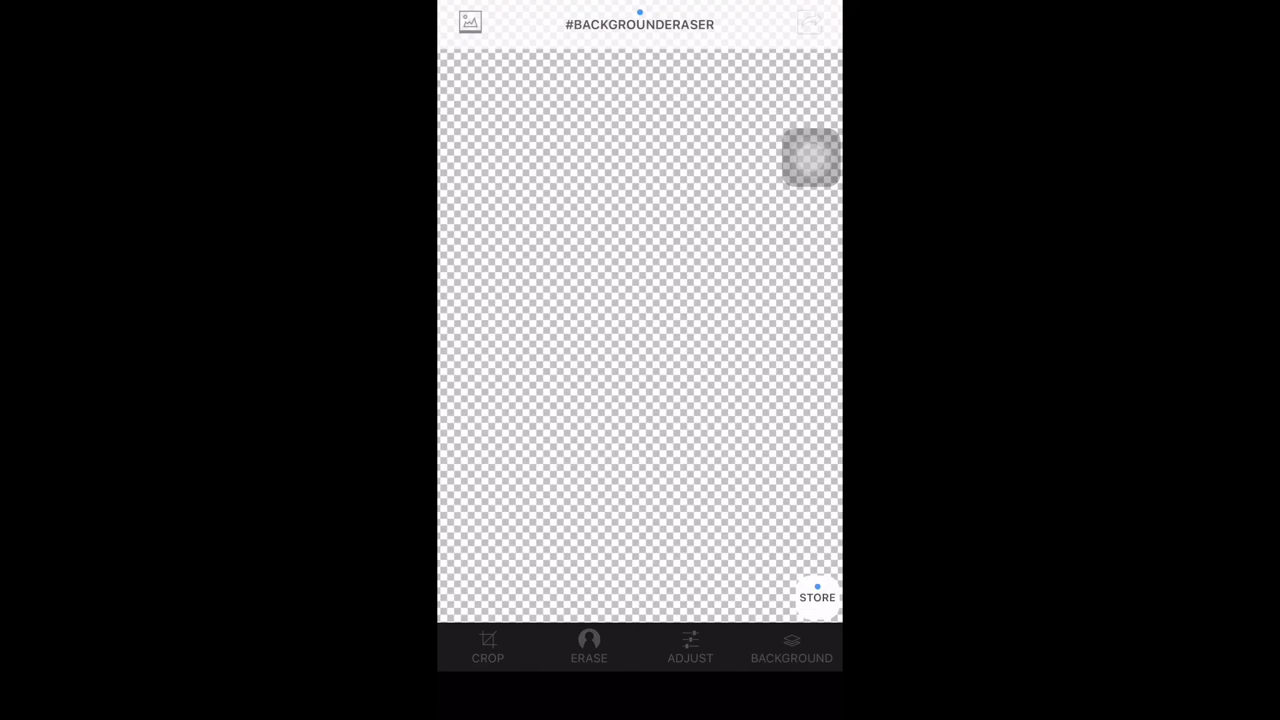 #BACKGROUNDERASER
STORE
CROP
ERASE
ADJUST
BACKGROUND